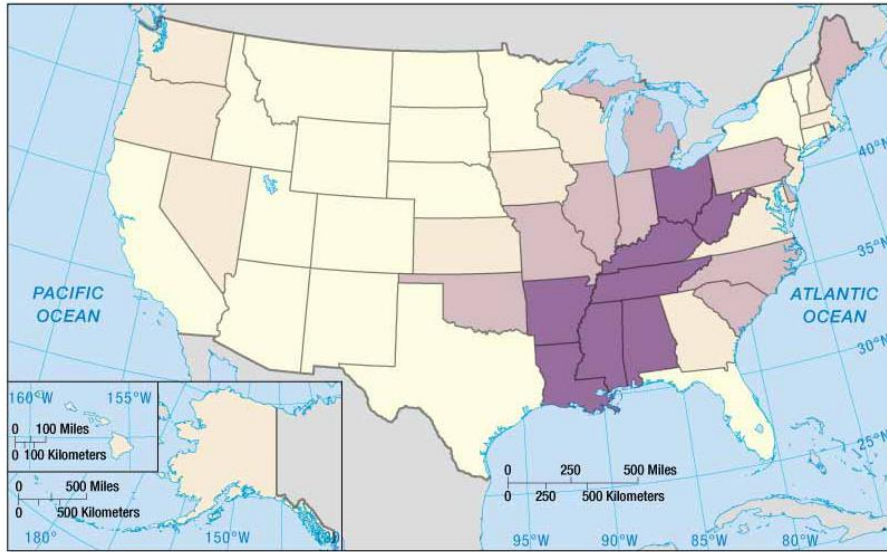 40°N
35°N
PACIFIC
OCEAN
ATLANTIC
OCEAN
30°N
160°W
155°W
0 100 Miles
0 100 Kilometers
0 500 Miles
0 500 Kilometers
0 250 500 Miles
0 250 500 Kilometers
25°N
180°
150°W
95°W
90°W
85°W
80°W